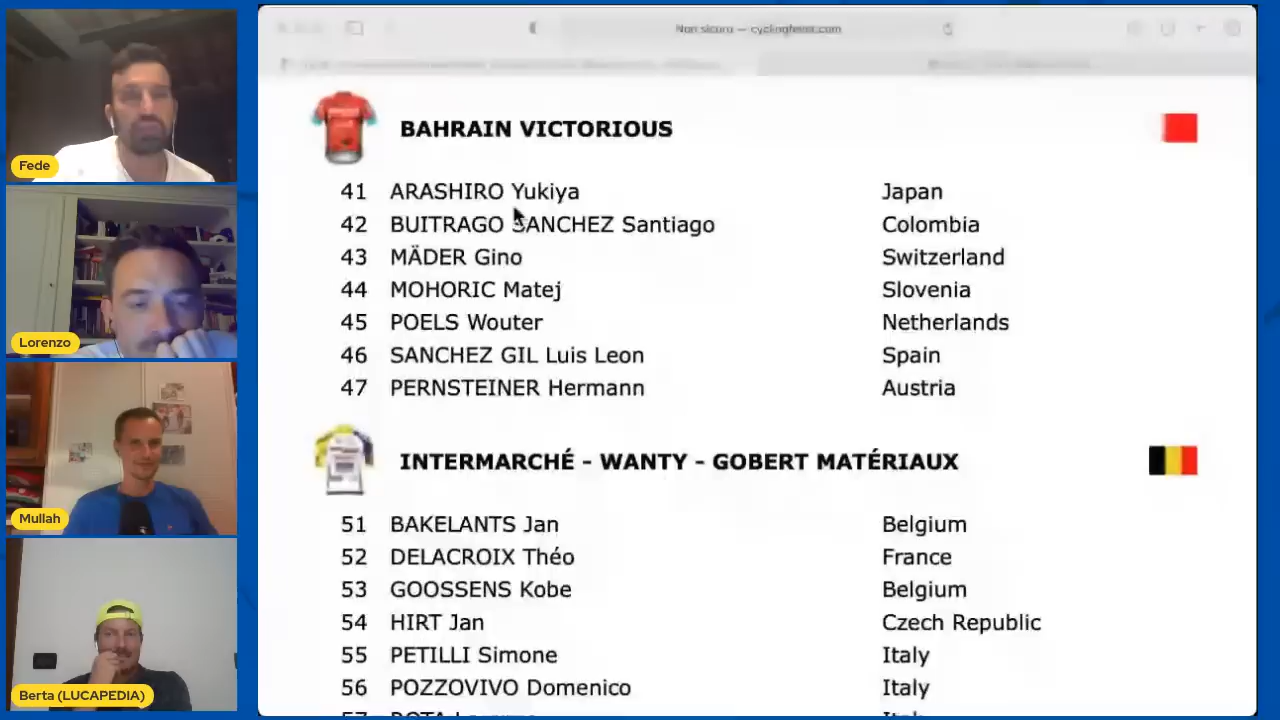 Fede
Lorenzo
Mullah
Berta (LUCAPEDIA)
Non sicuro —
BAHRAIN VICTORIOUS
41 ARASHIRO Yukiya Japan
42 BUITRAGO SANCHEZ Santiago Colombia
43 MÄDER Gino Switzerland
44 MOHORIC Matej Slovenia
45 POELS Wouter Netherlands
46 SANCHEZ GIL Luis Leon Spain
47 PERNSTEINER Hermann Austria
INTERMARCHÉ - WANTY - GOBERT MATÉRIAUX
51 BAKELANTS Jan Belgium
52 DELACROIX Théo France
53 GOOSSENS Kobe Belgium
54 HIRT Jan Czech Republic
55 PETILLI Simone Italy
56 POZZOVIVO Domenico Italy